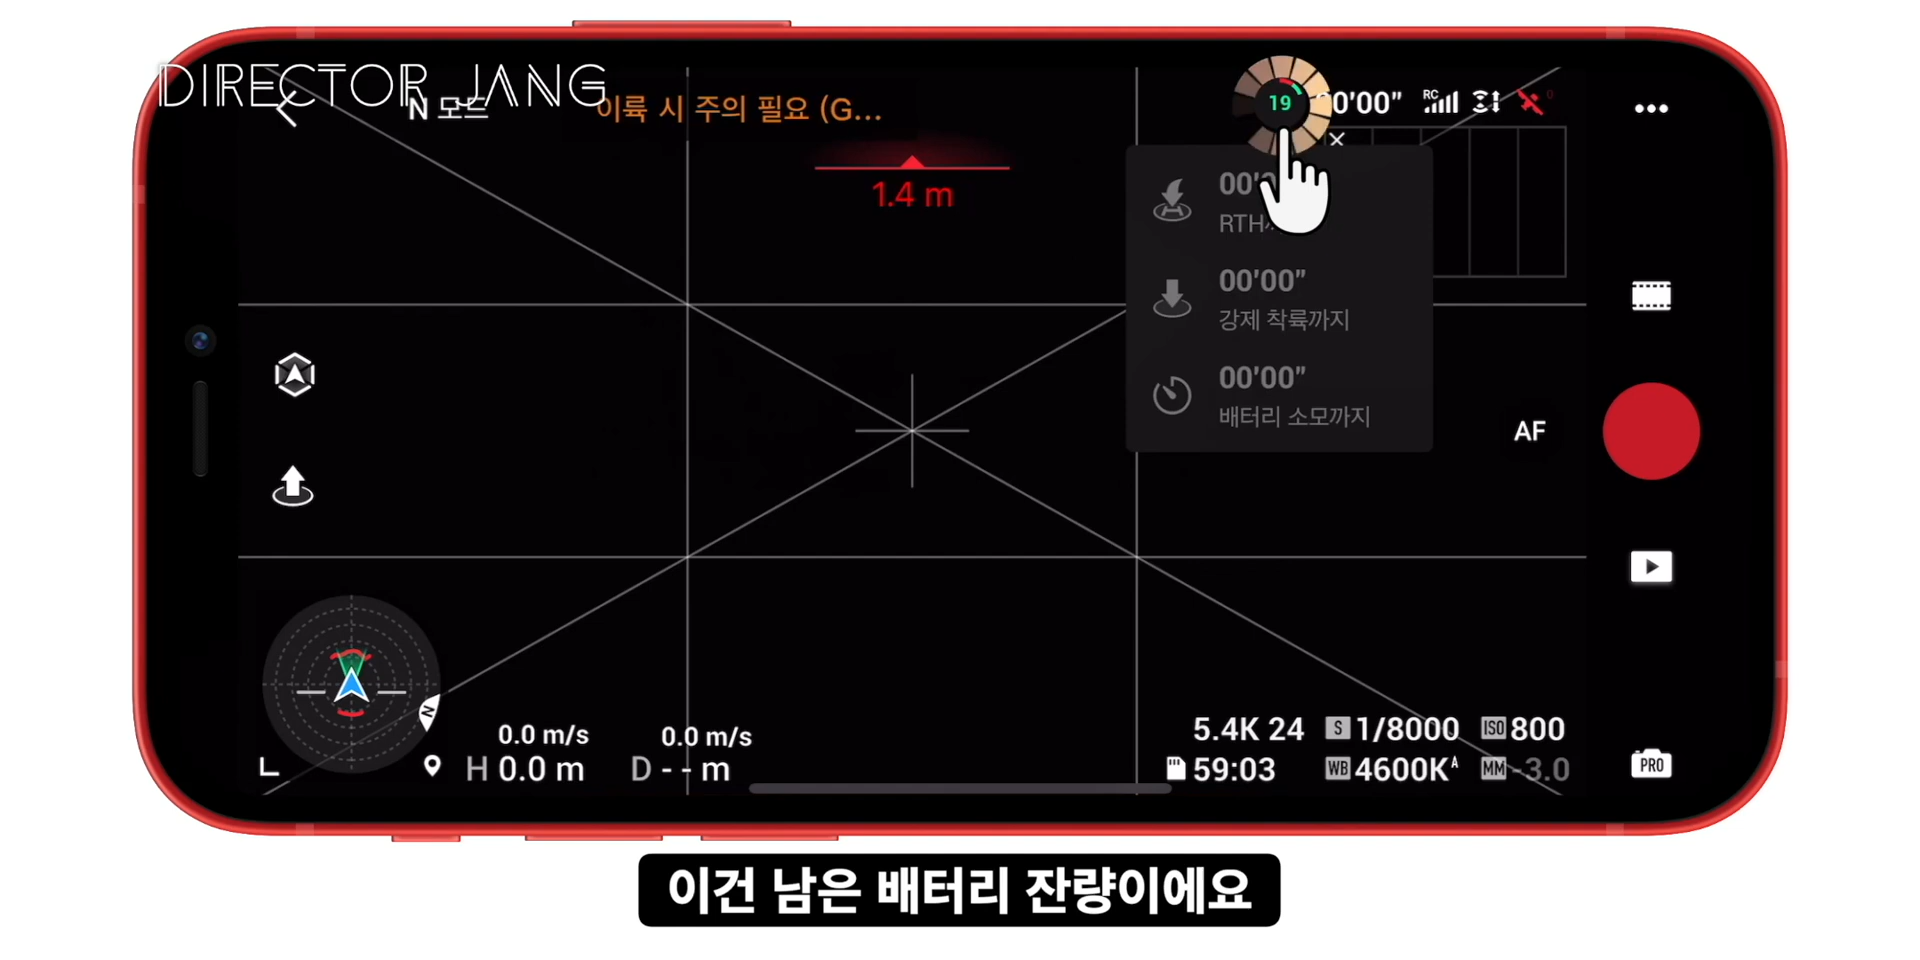 DIRECTOR JANG
N 모드
이륙 시 주의 필요 (G...
19
00'00"
RC
0
1.4 m
RTH
00'00"
강제 착륙까지
00'00"
배터리 소모까지
AF
N
0.0 m/s
0.0 m/s
H 0.0 m
D - - m
5.4K 24
S 1/8000
ISO 800
59:03
WB 4600K A
MM -3.0
PRO
이건 남은 배터리 잔량이에요